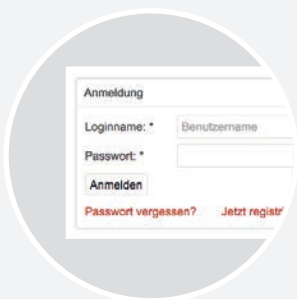 Anmeldung
Loginname: * Benutzername
Passwort: *
Anmelden
Passwort vergessen? Jetzt